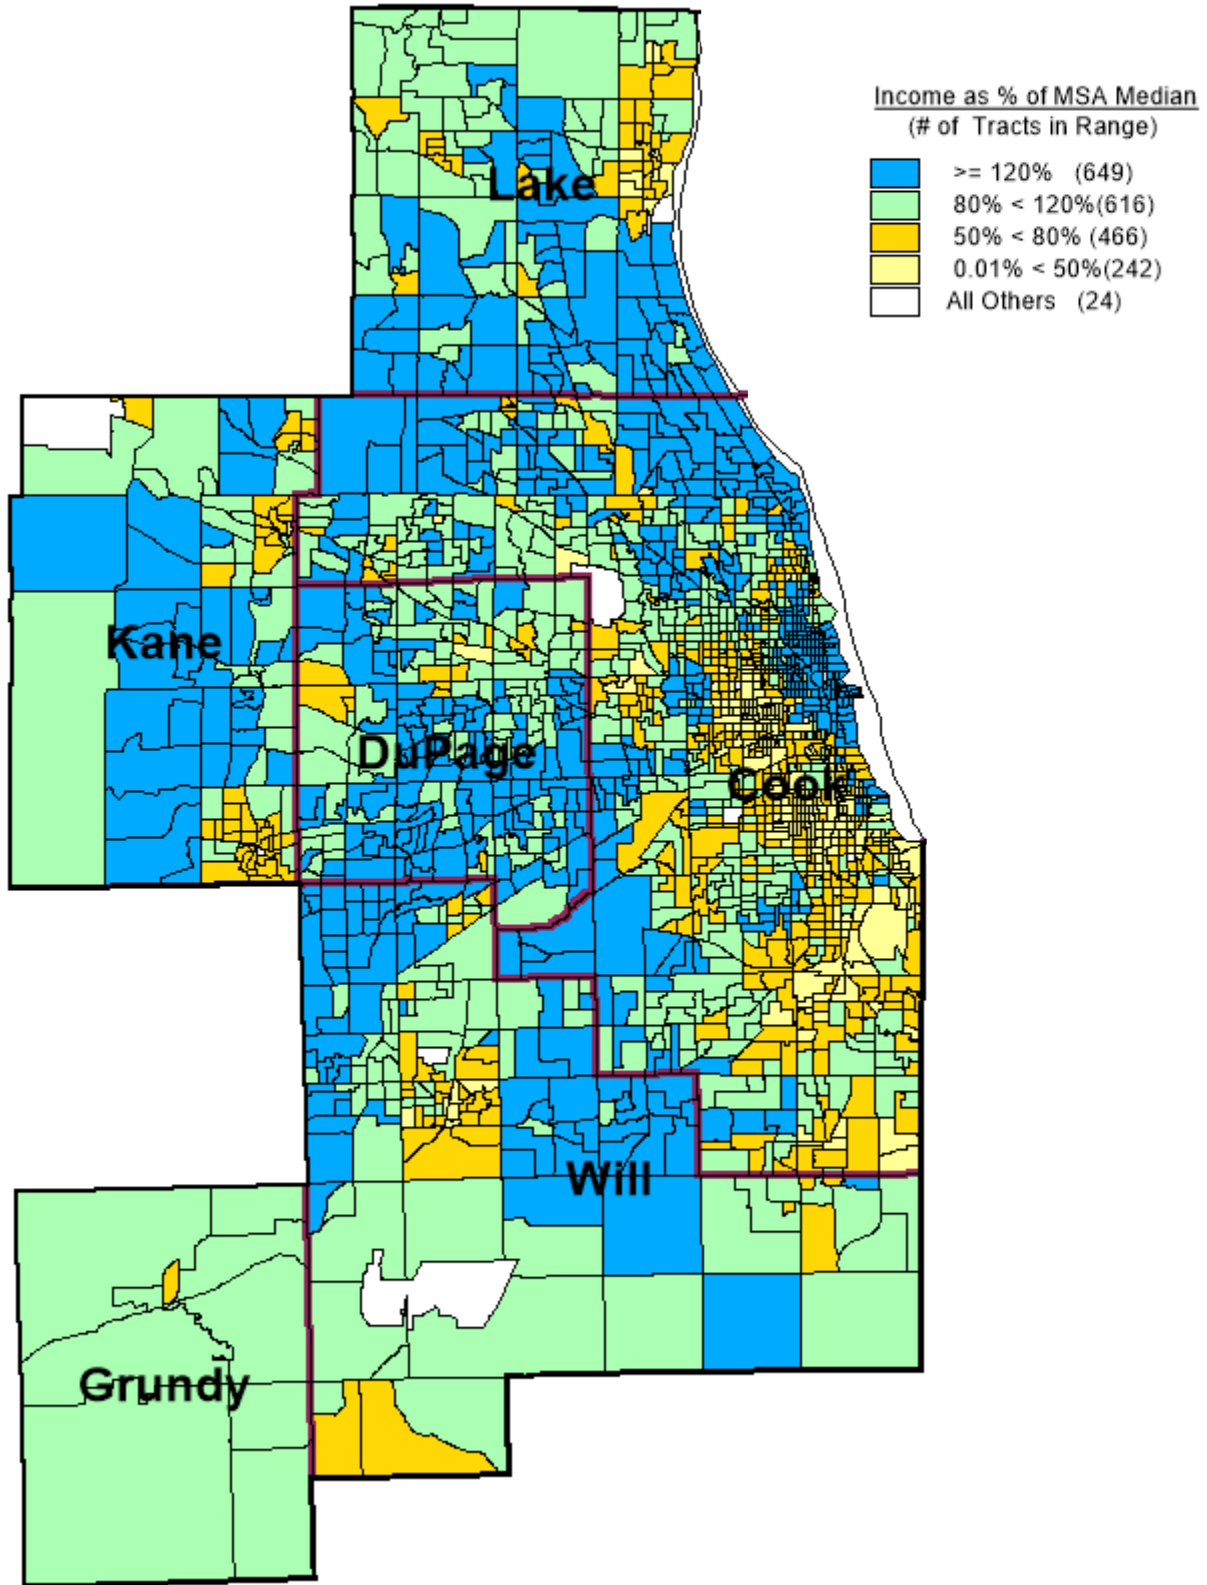 Income as % of MSA Median
(# of Tracts in Range)
>= 120% (649)
80% < 120%(616)
50% < 80% (466)
0.01% < 50%(242)
All Others (24)
Lake
Kane
DuPage
Cook
Will
Grundy